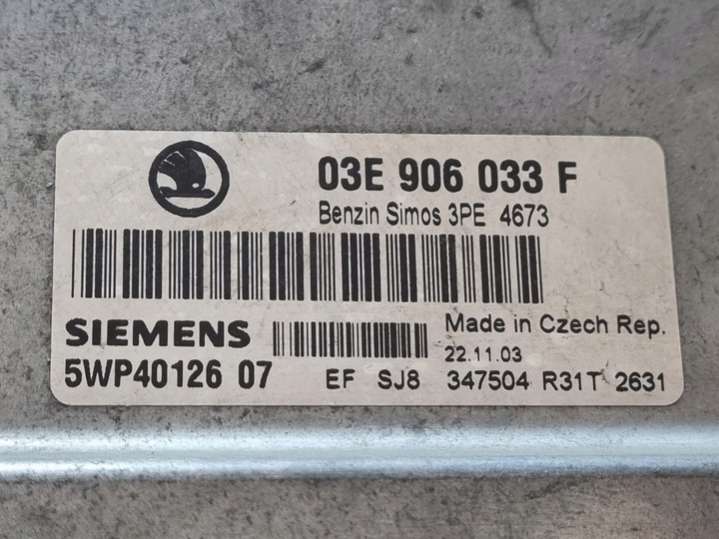 03E 906 033 F
Benzin Simos 3PE 4673
SIEMENS
Made in Czech Rep.
22.11.03
5WP40126 07
EF SJ8 347504 R31T 2631